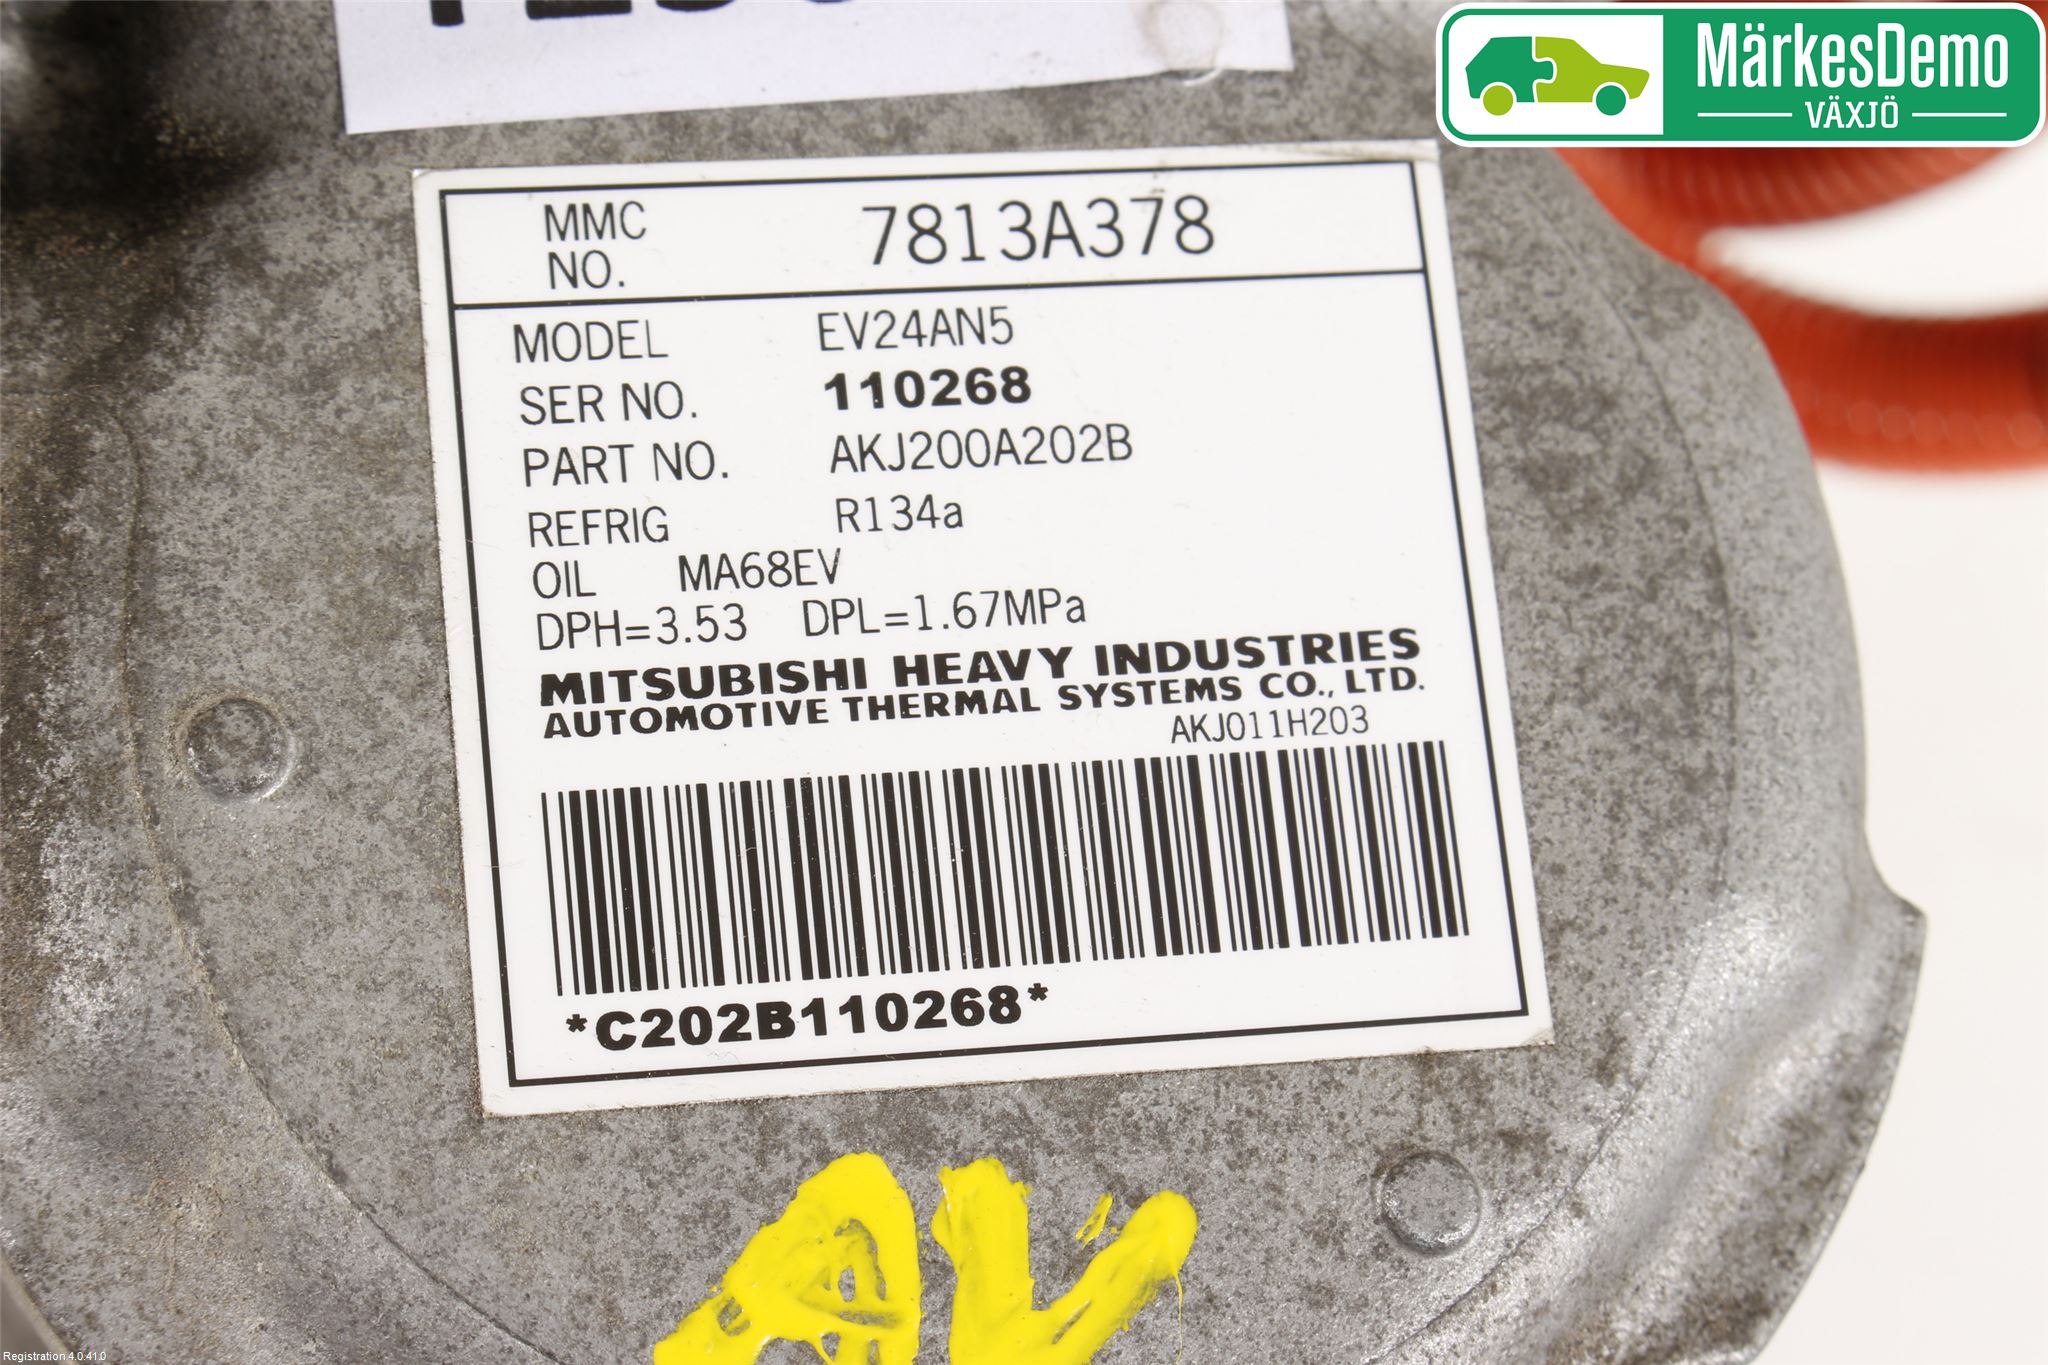 MärkesDemo
VÄXJÖ
MMC NO. 7813A378
MODEL EV24AN5
SER NO. 110268
PART NO. AKJ200A202B
REFRIG R134a
OIL MA68EV
DPH=3.53 DPL=1.67MPa
MITSUBISHI HEAVY INDUSTRIES
AUTOMOTIVE THERMAL SYSTEMS CO., LTD.
AKJ011H203
*C202B110268*
Registration 4.0.41.0